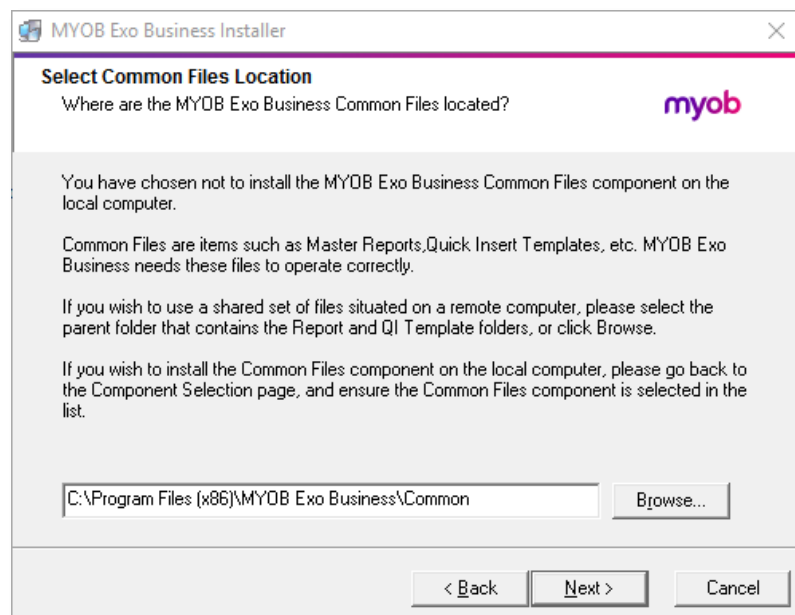 MYOB Exo Business Installer
Select Common Files Location
Where are the MYOB Exo Business Common Files located?
myob
You have chosen not to install the MYOB Exo Business Common Files component on the
local computer.
Common Files are items such as Master Reports,Quick Insert Templates, etc. MYOB Exo
Business needs these files to operate correctly.
If you wish to use a shared set of files situated on a remote computer, please select the
parent folder that contains the Report and QI Template folders, or click Browse.
If you wish to install the Common Files component on the local computer, please go back to
the Component Selection page, and ensure the Common Files component is selected in the
list.
C:\Program Files (x86)\MYOB Exo Business\Common
Browse...
< Back
Next >
Cancel